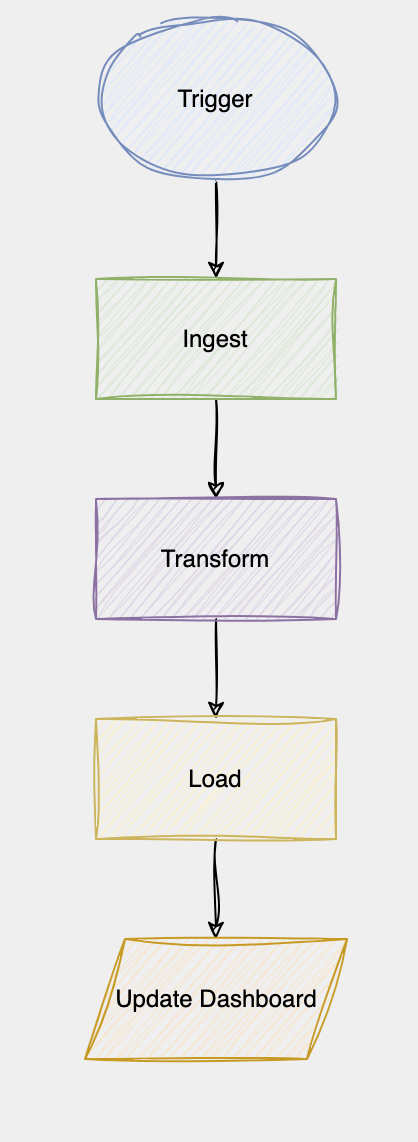 Trigger
Ingest
Transform
Load
Update Dashboard